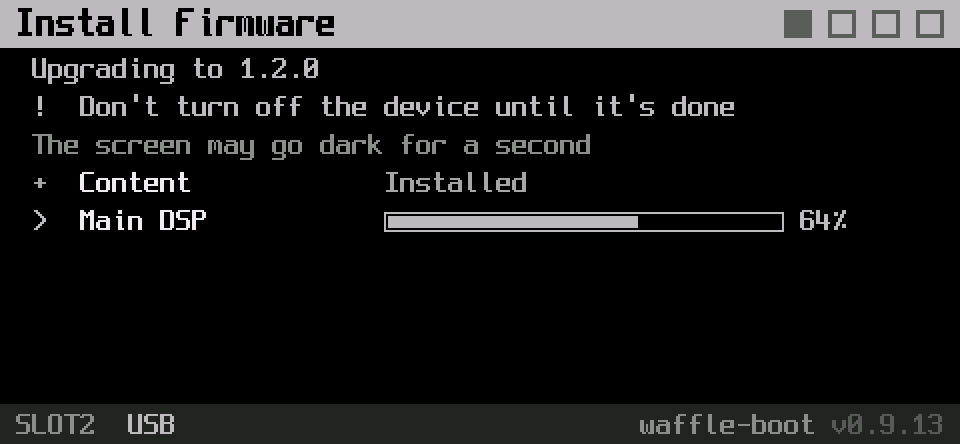 Install Firmware
Upgrading to 1.2.0
! Don't turn off the device until it's done
The screen may go dark for a second
+ Content Installed
> Main DSP 64%
SLOT2 USB waffle-boot v0.9.13